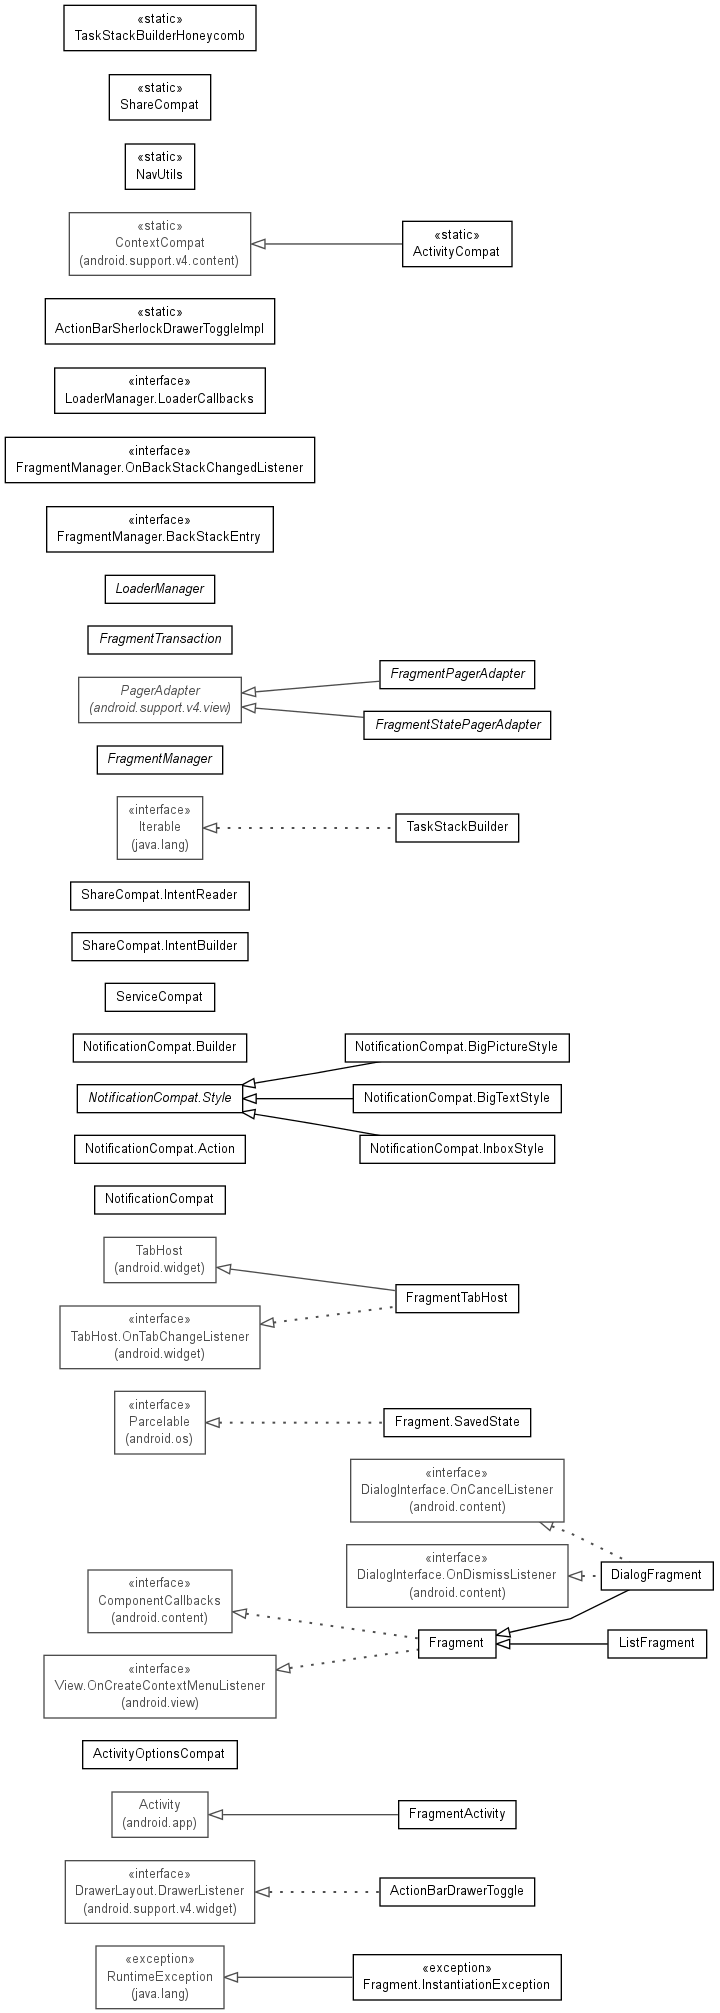 «static»
TaskStackBuilderHoneycomb
«static»
ShareCompat
«static»
NavUtils
«static»
ContextCompat
(android.support.v4.content)
«static»
ActivityCompat
«static»
ActionBarSherlockDrawerToggleImpl
«interface»
LoaderManager.LoaderCallbacks
«interface»
FragmentManager.OnBackStackChangedListener
«interface»
FragmentManager.BackStackEntry
LoaderManager
FragmentTransaction
PagerAdapter
(android.support.v4.view)
FragmentPagerAdapter
FragmentStatePagerAdapter
FragmentManager
«interface»
Iterable
(java.lang)
TaskStackBuilder
ShareCompat.IntentReader
ShareCompat.IntentBuilder
ServiceCompat
NotificationCompat.Builder
NotificationCompat.BigPictureStyle
NotificationCompat.Style
NotificationCompat.BigTextStyle
NotificationCompat.Action
NotificationCompat.InboxStyle
NotificationCompat
TabHost
(android.widget)
FragmentTabHost
«interface»
TabHost.OnTabChangeListener
(android.widget)
«interface»
Parcelable
(android.os)
Fragment.SavedState
«interface»
DialogInterface.OnCancelListener
(android.content)
«interface»
DialogInterface.OnDismissListener
(android.content)
DialogFragment
«interface»
ComponentCallbacks
(android.content)
Fragment
ListFragment
«interface»
View.OnCreateContextMenuListener
(android.view)
ActivityOptionsCompat
Activity
(android.app)
FragmentActivity
«interface»
DrawerLayout.DrawerListener
(android.support.v4.widget)
ActionBarDrawerToggle
«exception»
RuntimeException
(java.lang)
«exception»
Fragment.InstantiationException